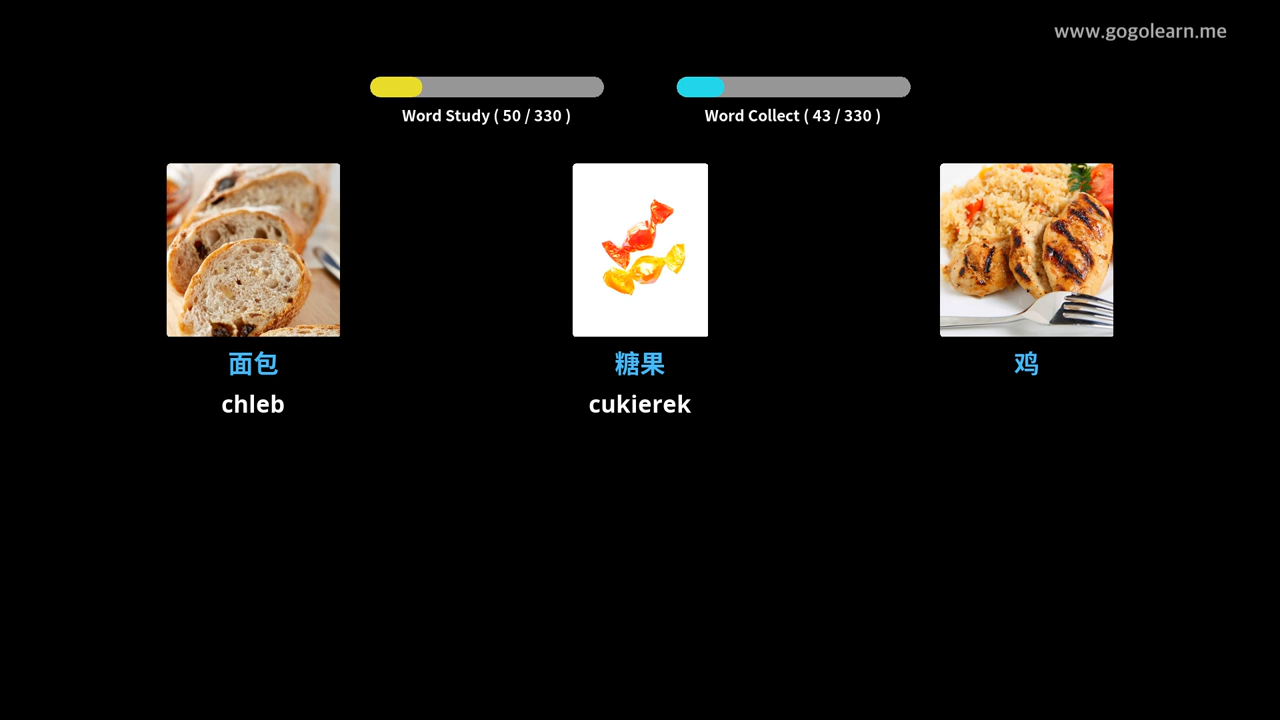 www.gogolearn.me
Word Study ( 50 / 330 )
Word Collect ( 43 / 330 )
面包
糖果
鸡
chleb
cukierek